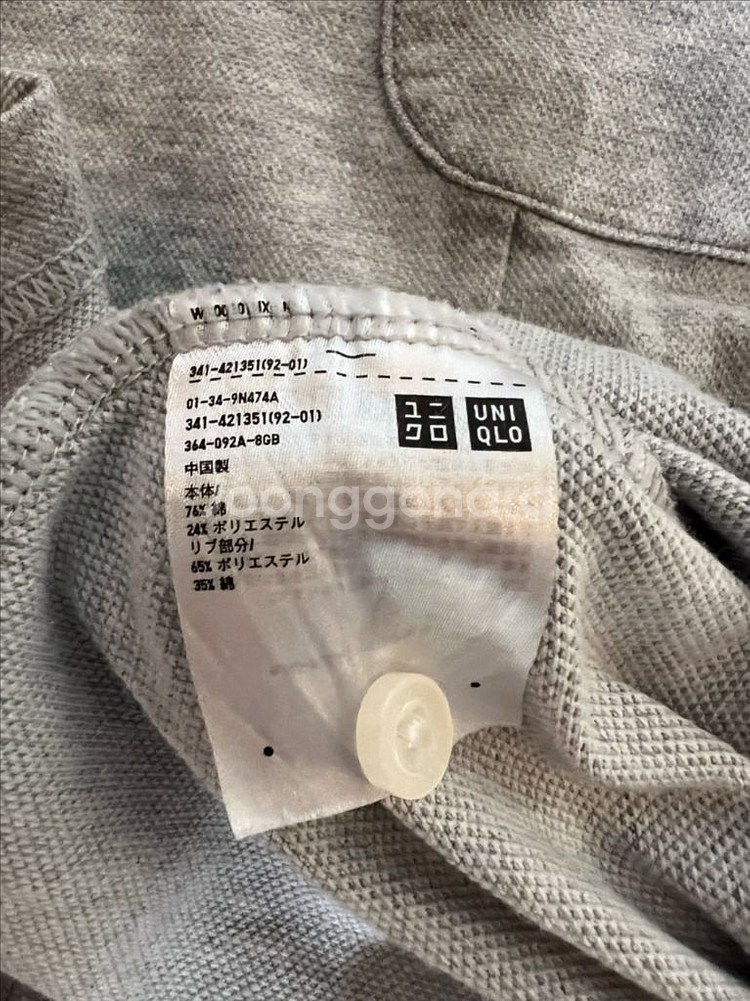 341-421351(92-01)
01-34-9N474A
341-421351(92-01)
364-092A-8GB
ユニ
クロ
UNI
QLO
中国製
本体/
76% 綿
24% ポリエステル
リブ部分/
65% ポリエステル
35% 綿